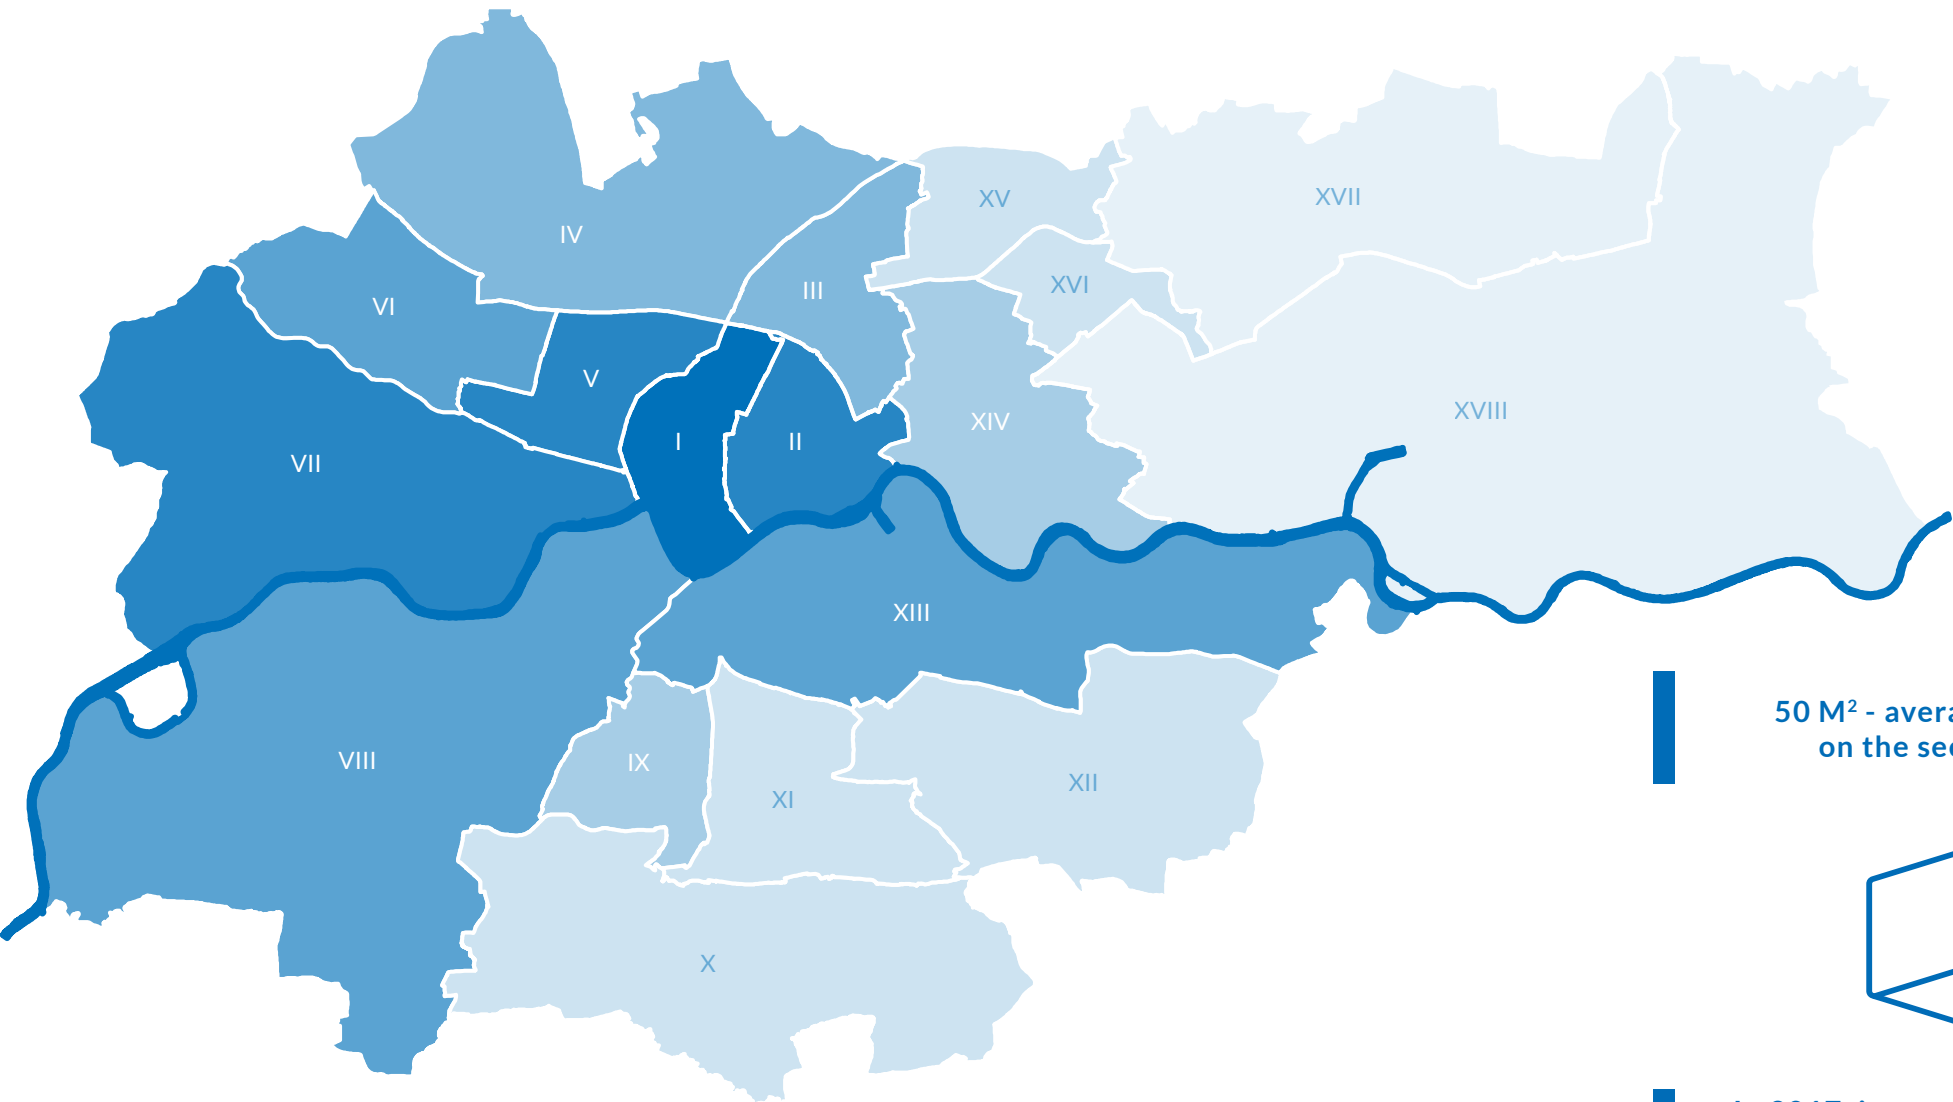 XV
XVII
IV
XVI
III
VI
V
XVIII
XIV
I
II
VII
XIII
VIII
IX
XII
XI
50 M² - avera
on the sec
X